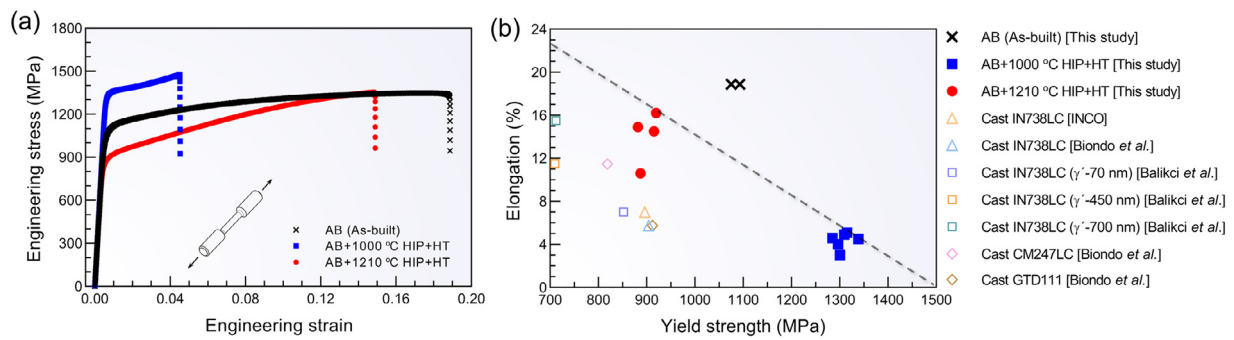 (a)
1800
1500
1200
900
600
300
0
Engineering stress (MPa)
AB (As-built)
AB+1000 ºC HIP+HT
AB+1210 ºC HIP+HT
0.00 0.04 0.08 0.12 0.16 0.20
Engineering strain
(b)
24
20
16
12
8
4
0
Elongation (%)
700 800 900 1000 1100 1200 1300 1400 1500
Yield strength (MPa)
AB (As-built) [This study]
AB+1000 ºC HIP+HT [This study]
AB+1210 ºC HIP+HT [This study]
Cast IN738LC [INCO]
Cast IN738LC [Biondo et al.]
Cast IN738LC (γ´-70 nm) [Balikci et al.]
Cast IN738LC (γ´-450 nm) [Balikci et al.]
Cast IN738LC (γ´-700 nm) [Balikci et al.]
Cast CM247LC [Biondo et al.]
Cast GTD111 [Biondo et al.]